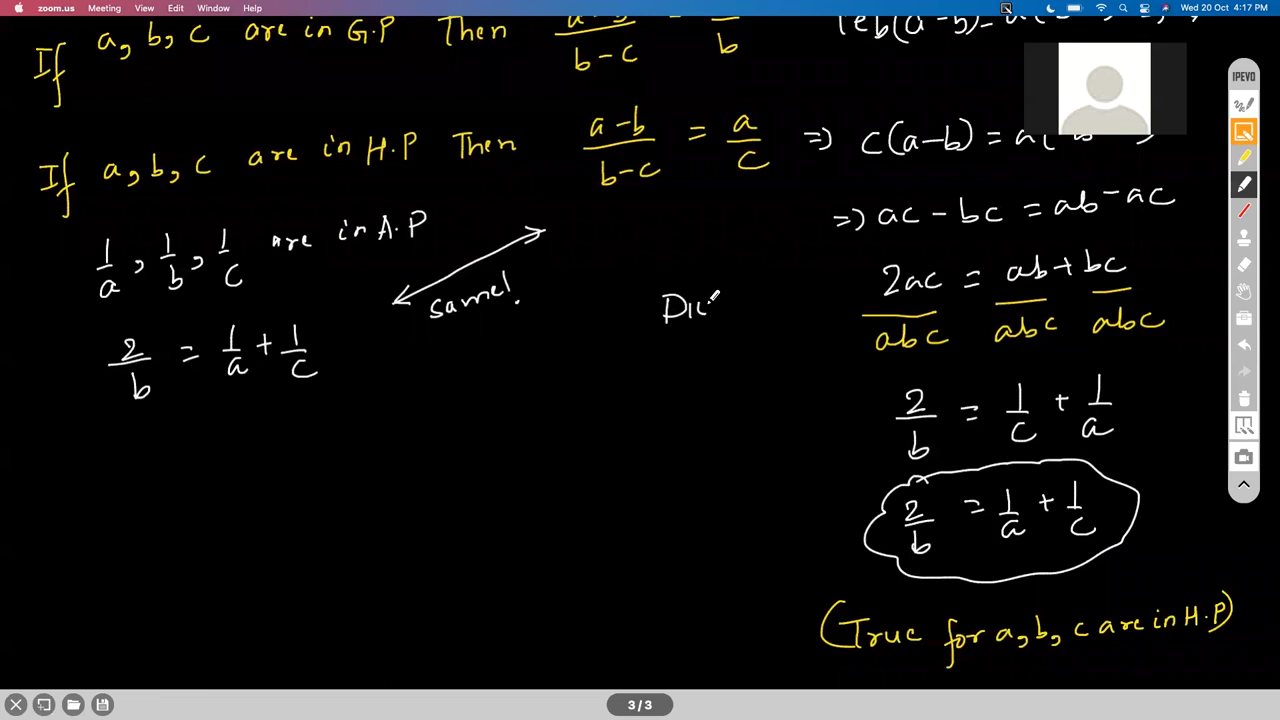 zoom.us Meeting View Edit Window Help Wed 20 Oct 4:17 PM
If a, b, c are in G.P Then a-b/b-c = /b
IPEVO
If a, b, c are in H.P Then a-b/b-c = a/c ⇒ c(a-b) = a(
⇒ ac - bc = ab - ac
1/a, 1/b, 1/c are in A.P
same!
2ac/abc = ab/abc + bc/abc
2/b = 1/a + 1/c
2/b = 1/c + 1/a
2/b = 1/a + 1/c
(True for a, b, c are in H.P)
3/3